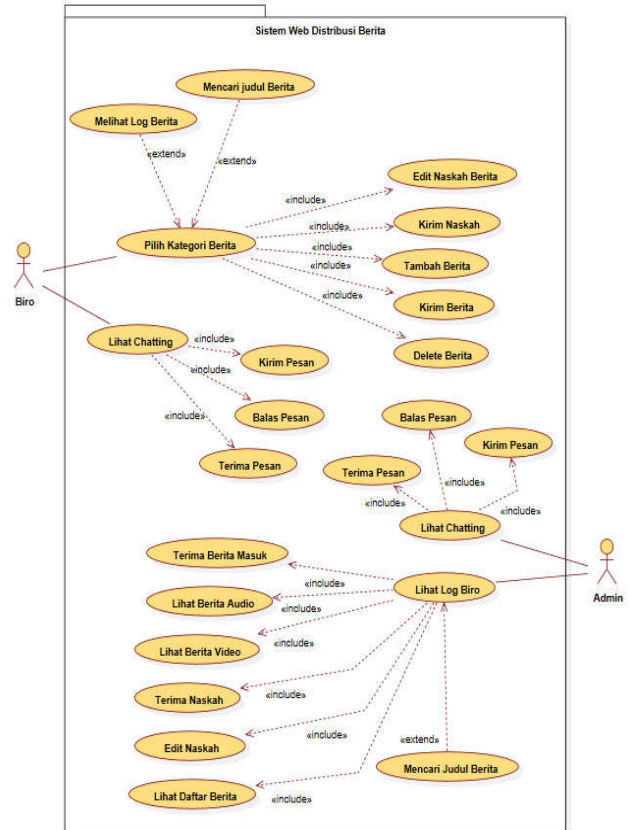 Sistem Web Distribusi Berita
Mencari judul Berita
Melihat Log Berita
«extend»
«extend»
Edit Naskah Berita
«include»
Kirim Naskah
«include»
Pilih Kategori Berita
Tambah Berita
«include»
«include»
Kirim Berita
«include»
Delete Berita
Biro
Lihat Chatting
«include»
Kirim Pesan
«include»
Balas Pesan
«include»
Terima Pesan
Balas Pesan
Kirim Pesan
Terima Pesan
«include»
«include»
«include»
Lihat Chatting
Admin
Terima Berita Masuk
«include»
Lihat Log Biro
Lihat Berita Audio
«include»
Lihat Berita Video
«include»
Terima Naskah
«include»
Edit Naskah
«include»
«extend»
Mencari Judul Berita
Lihat Daftar Berita
«include»